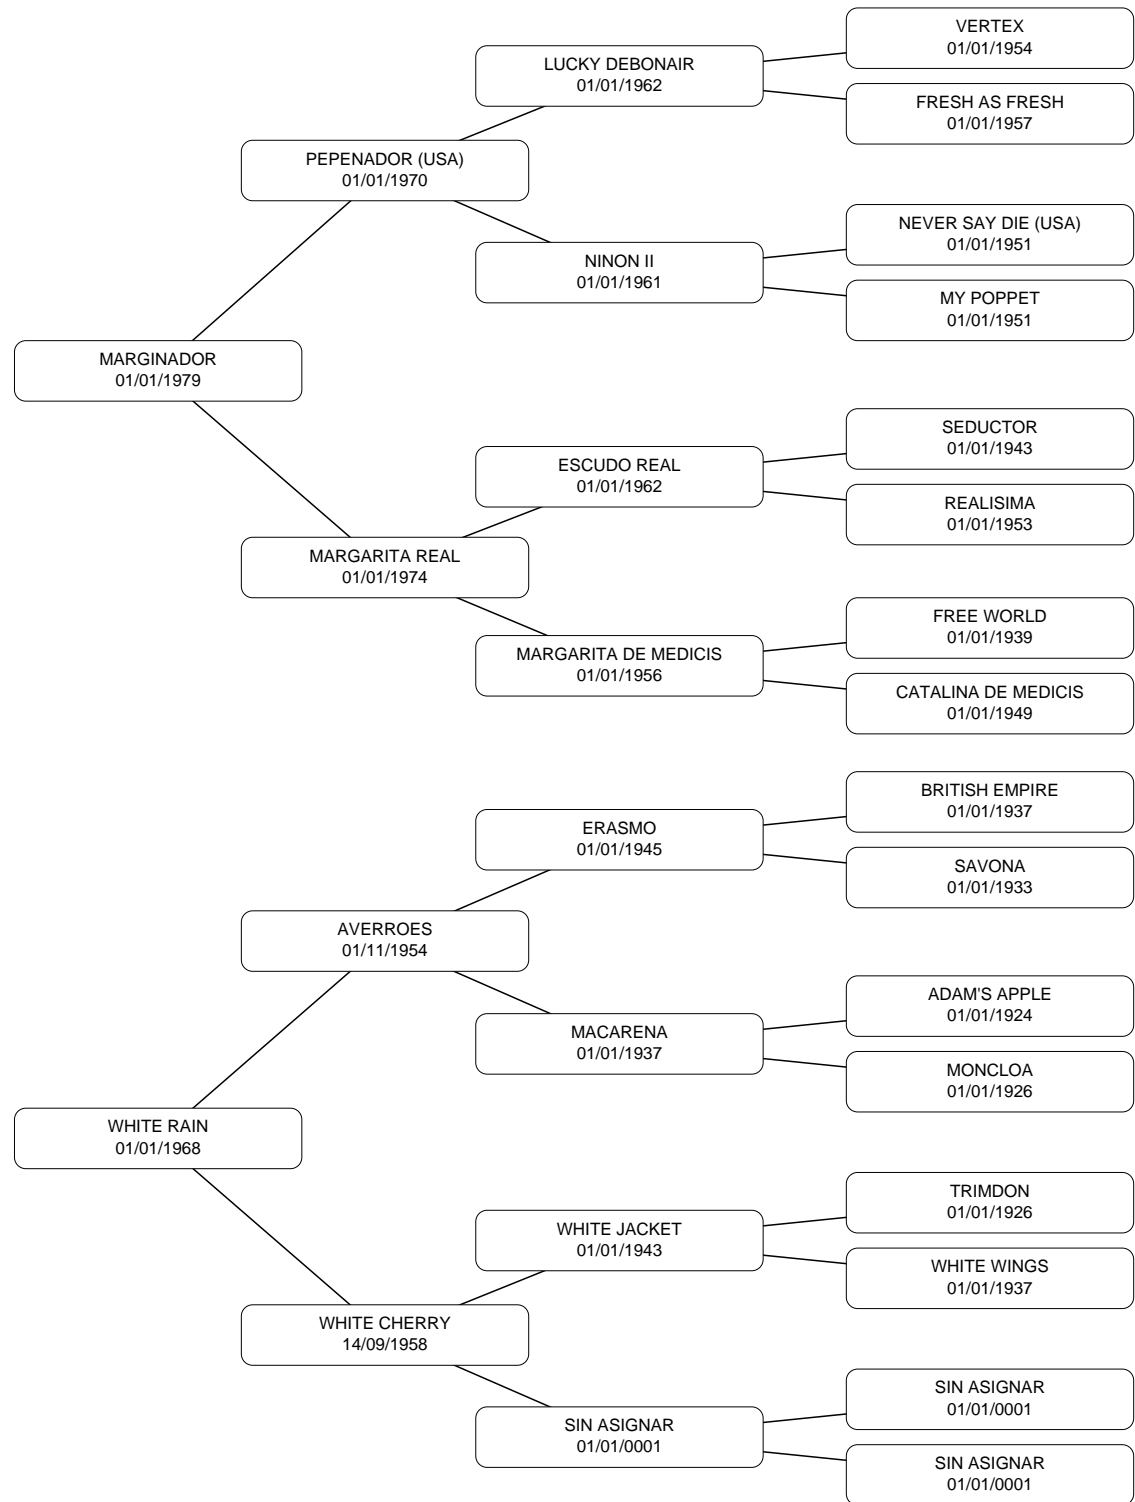 VERTEX
01/01/1954
LUCKY DEBONAIR
01/01/1962
FRESH AS FRESH
01/01/1957
PEPENADOR (USA)
01/01/1970
NEVER SAY DIE (USA)
01/01/1951
NINON II
01/01/1961
MY POPPET
01/01/1951
MARGINADOR
01/01/1979
SEDUCTOR
01/01/1943
ESCUDO REAL
01/01/1962
REALISIMA
01/01/1953
MARGARITA REAL
01/01/1974
FREE WORLD
01/01/1939
MARGARITA DE MEDICIS
01/01/1956
CATALINA DE MEDICIS
01/01/1949
BRITISH EMPIRE
01/01/1937
ERASMO
01/01/1945
SAVONA
01/01/1933
AVERROES
01/11/1954
ADAM'S APPLE
01/01/1924
MACARENA
01/01/1937
MONCLOA
01/01/1926
WHITE RAIN
01/01/1968
TRIMDON
01/01/1926
WHITE JACKET
01/01/1943
WHITE WINGS
01/01/1937
WHITE CHERRY
14/09/1958
SIN ASIGNAR
01/01/0001
SIN ASIGNAR
01/01/0001
SIN ASIGNAR
01/01/0001